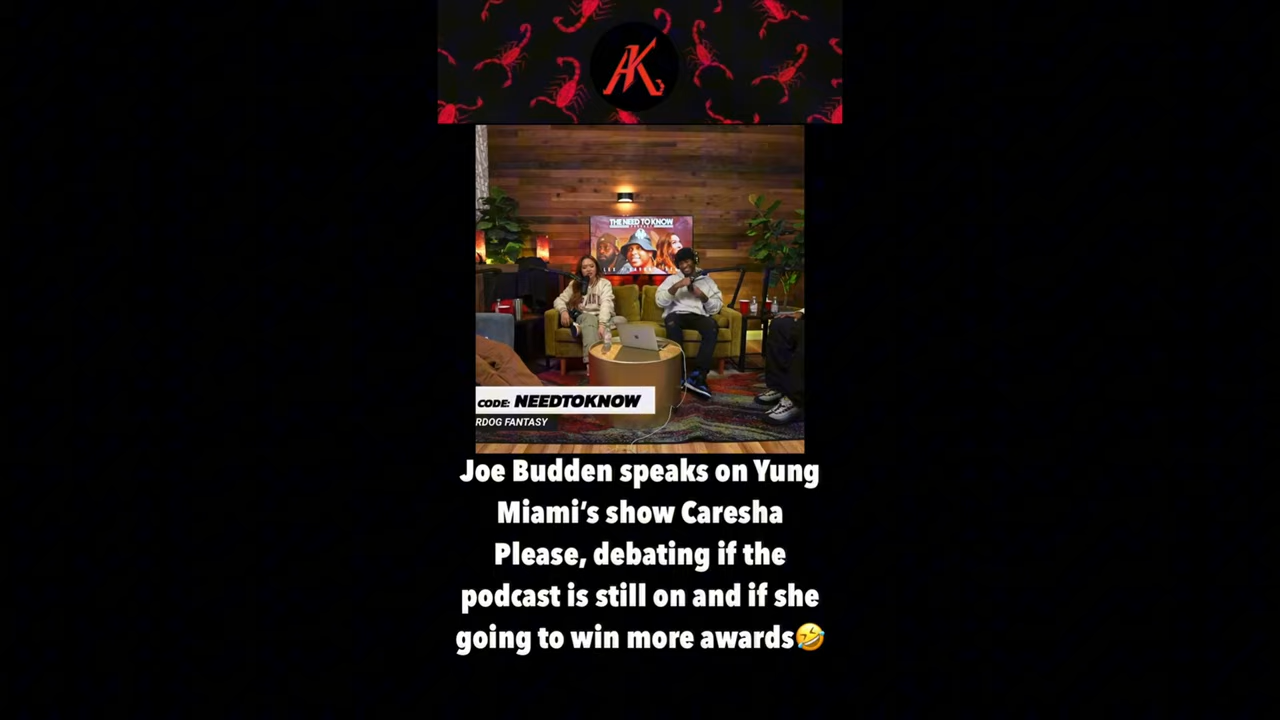 AK
THE NEED TO KNOW
CODE: NEEDTOKNOW
RDOG FANTASY
Joe Budden speaks on Yung
Miami’s show Caresha
Please, debating if the
podcast is still on and if she
going to win more awards🤣